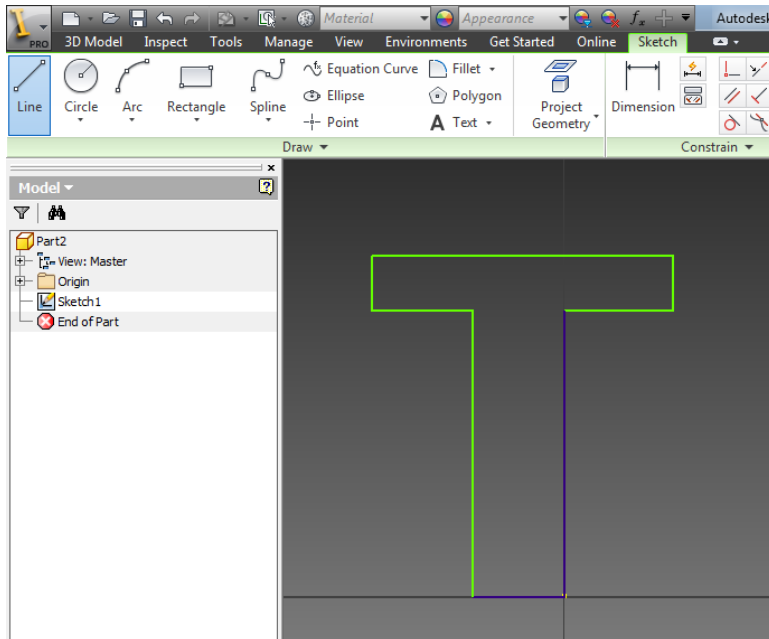 Material Appearance fx Autodesk
PRO 3D Model Inspect Tools Manage View Environments Get Started Online Sketch
Line Circle Arc Rectangle Spline
Equation Curve Fillet
Ellipse Polygon
Point A Text
Project Geometry
Dimension
Draw Constrain
Model
Part2
View: Master
Origin
Sketch1
End of Part